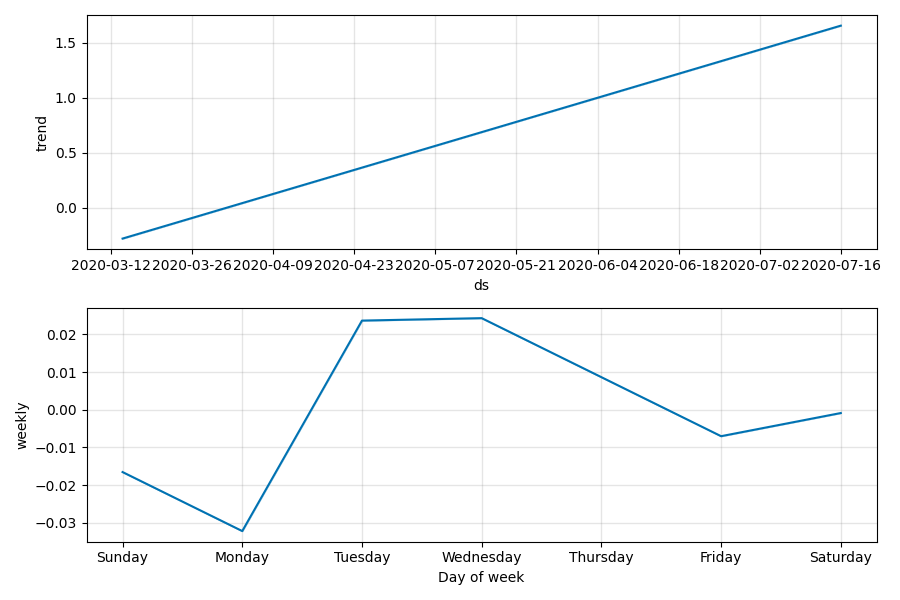 trend
1.5
1.0
0.5
0.0
2020-03-12 2020-03-26 2020-04-09 2020-04-23 2020-05-07 2020-05-21 2020-06-04 2020-06-18 2020-07-02 2020-07-16
ds
weekly
0.02
0.01
0.00
−0.01
−0.02
−0.03
Sunday Monday Tuesday Wednesday Thursday Friday Saturday
Day of week